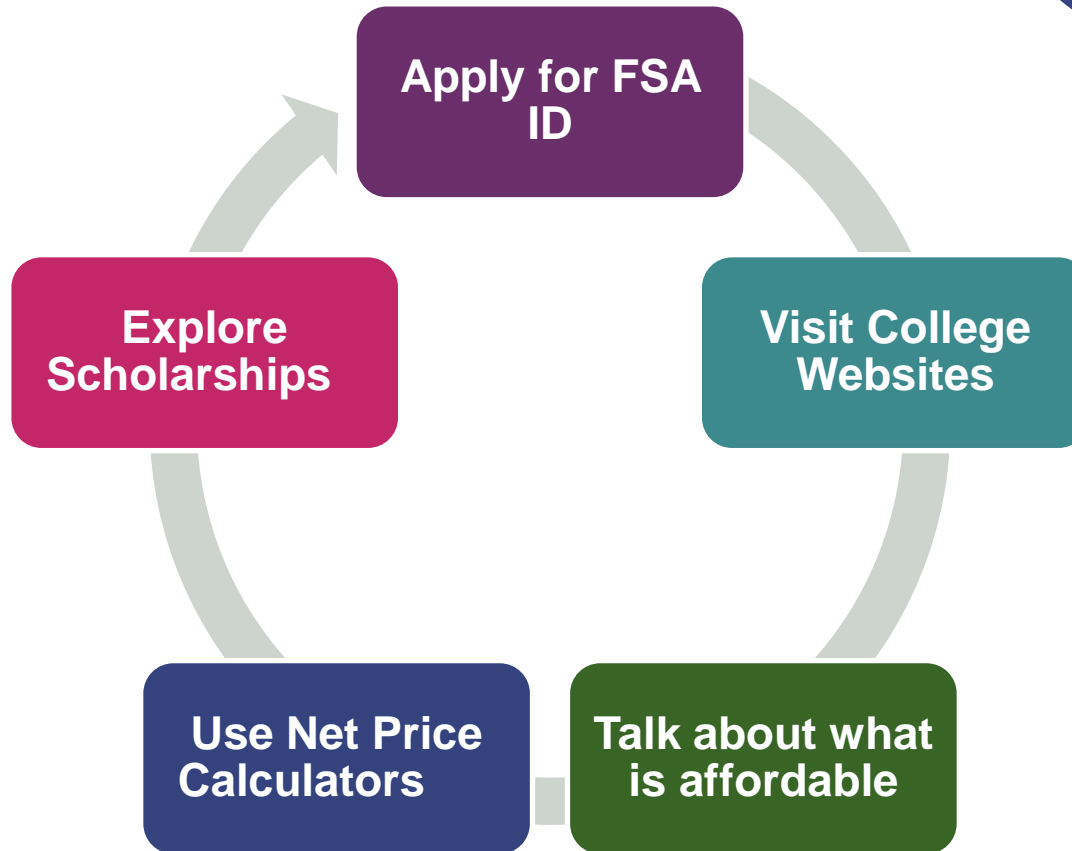 Apply for FSA
ID
Visit College
Websites
Talk about what
is affordable
Use Net Price
Calculators
Explore
Scholarships